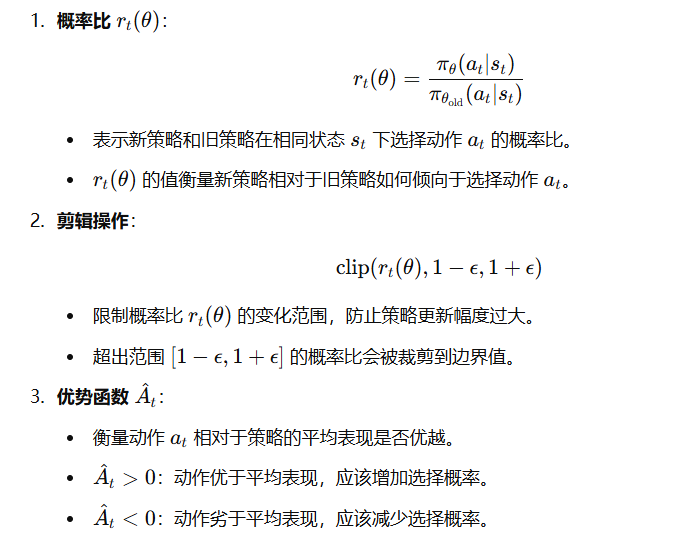 1. 概率比 $r_t(\theta)$：
$r_t(\theta) = \frac{\pi_\theta(a_t|s_t)}{\pi_{\theta_{\text{old}}}(a_t|s_t)}$
• 表示新策略和旧策略在相同状态 $s_t$ 下选择动作 $a_t$ 的概率比。
• $r_t(\theta)$ 的值衡量新策略相对于旧策略如何倾向于选择动作 $a_t$。
2. 剪辑操作：
$\text{clip}(r_t(\theta), 1-\epsilon, 1+\epsilon)$
• 限制概率比 $r_t(\theta)$ 的变化范围，防止策略更新幅度过大。
• 超出范围 $[1-\epsilon, 1+\epsilon]$ 的概率比会被裁剪到边界值。
3. 优势函数 $\hat{A}_t$：
• 衡量动作 $a_t$ 相对于策略的平均表现是否优越。
• $\hat{A}_t > 0$：动作优于平均表现，应该增加选择概率。
• $\hat{A}_t < 0$：动作劣于平均表现，应该减少选择概率。